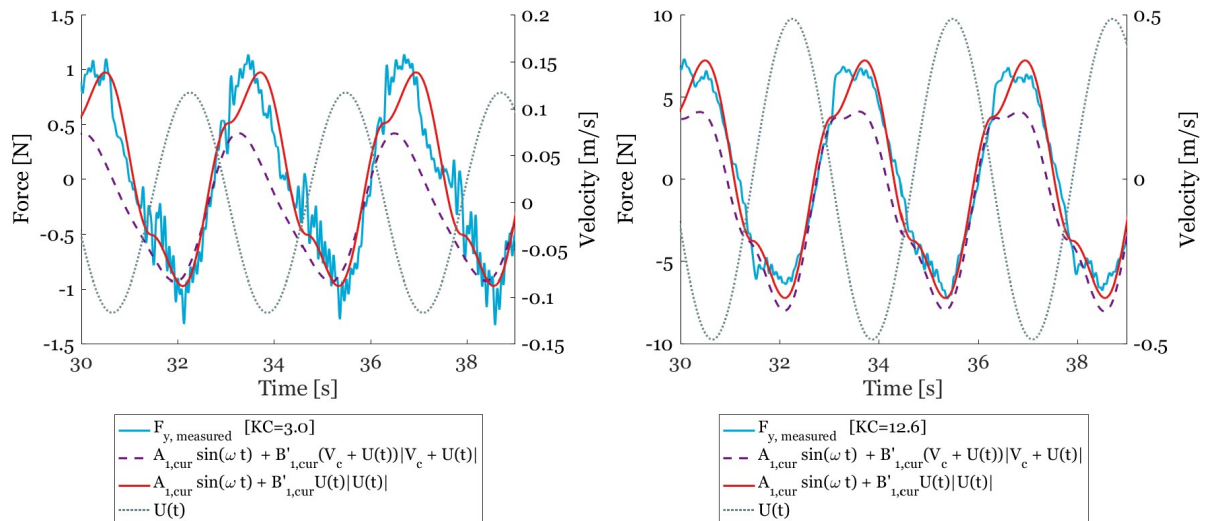 1.5
1
0.5
0
-0.5
-1
-1.5
Force [N]
0.2
0.15
0.1
0.05
0
-0.05
-0.1
-0.15
Velocity [m/s]
30 32 34 36 38
Time [s]
F_y, measured [KC=3.0]
A_1,cur sin(ω t) + B'_1,cur (V_c + U(t))|V_c + U(t)|
A_1,cur sin(ω t) + B'_1,cur U(t)|U(t)|
U(t)
10
5
0
-5
-10
Force [N]
0.5
0
-0.5
Velocity [m/s]
30 32 34 36 38
Time [s]
F_y, measured [KC=12.6]
A_1,cur sin(ω t) + B'_1,cur (V_c + U(t))|V_c + U(t)|
A_1,cur sin(ω t) + B'_1,cur U(t)|U(t)|
U(t)